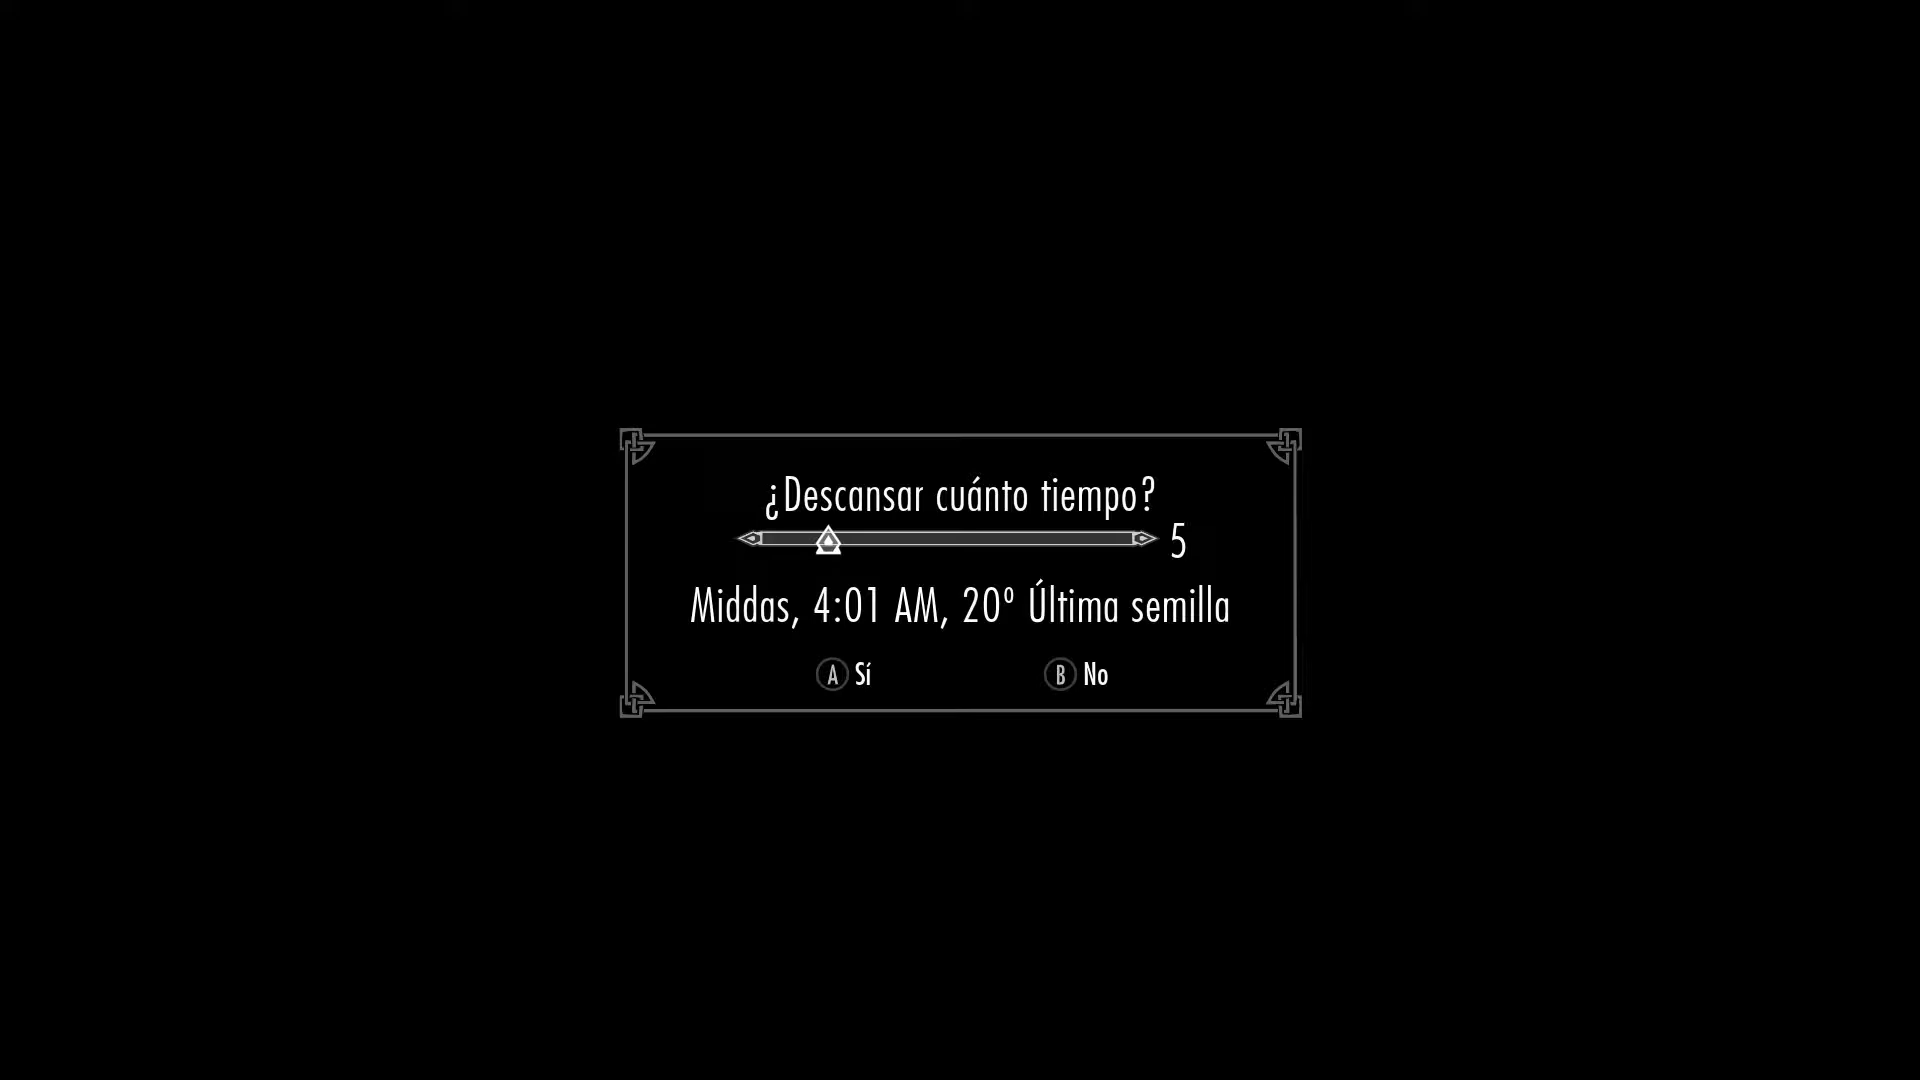 ¿Descansar cuánto tiempo?
5
Middas, 4:01 AM, 20º Última semilla
A Sí
B No